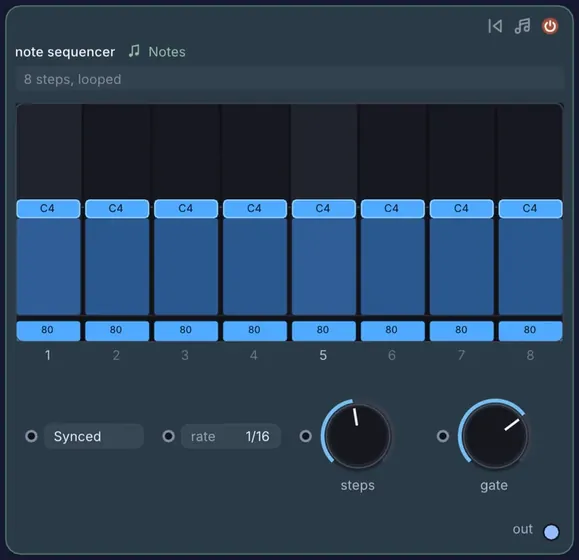 note sequencer Notes
8 steps, looped
C4 C4 C4 C4 C4 C4 C4 C4
80 80 80 80 80 80 80 80
1 2 3 4 5 6 7 8
Synced rate 1/16
steps gate
out